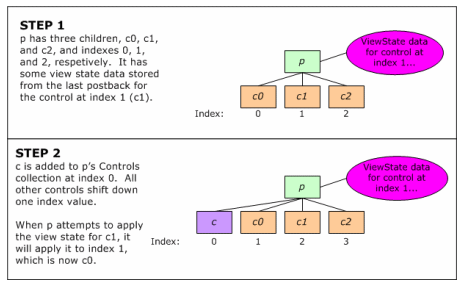 STEP 1
p has three children, c0, c1,
and c2, and indexes 0, 1,
and 2, respetively.  It has
some view state data stored
from the last postback for
the control at index 1 (c1).
ViewState data
for control at
index 1...
p
c0 c1 c2
Index: 0 1 2
STEP 2
c is added to p's Controls
collection at index 0.  All
other controls shift down
one index value.
When p attempts to apply
the view state for c1, it
will apply it to index 1,
which is now c0.
ViewState data
for control at
index 1...
p
c c0 c1 c2
Index: 0 1 2 3